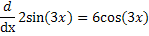 d/dx 2sin(3x) = 6cos(3x)